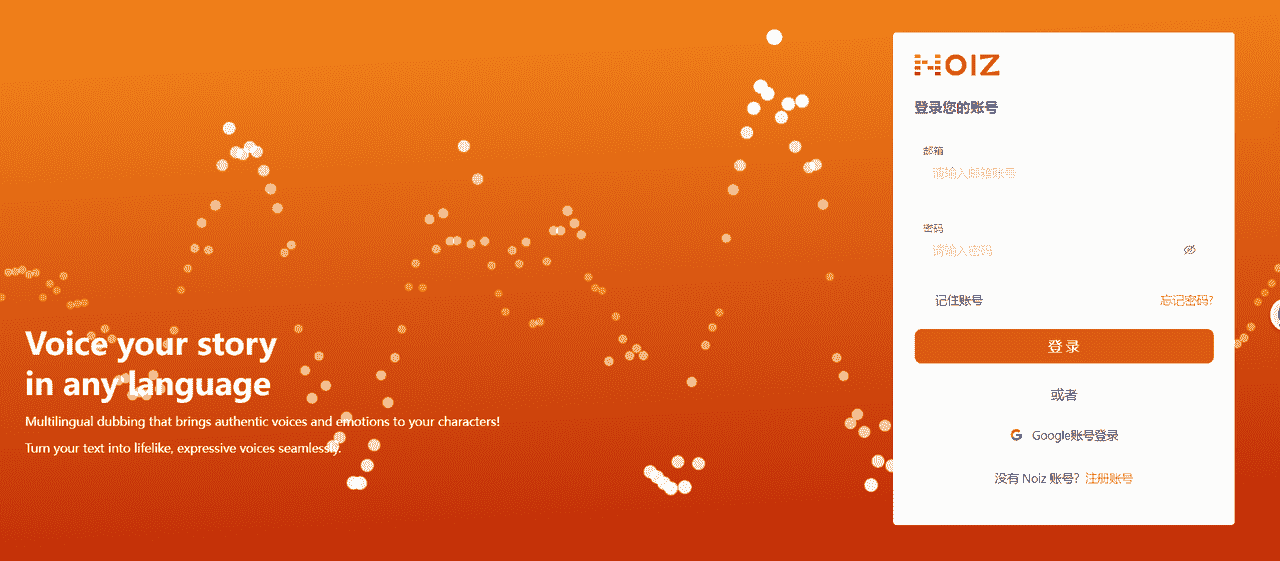 Voice your story
in any language
Multilingual dubbing that brings authentic voices and emotions to your characters!
Turn your text into lifelike, expressive voices seamlessly.
NOIZ
登录您的账号
邮箱
请输入邮箱账号
密码
请输入密码
记住账号 忘记密码?
登录
或者
Google账号登录
没有 Noiz 账号? 注册账号